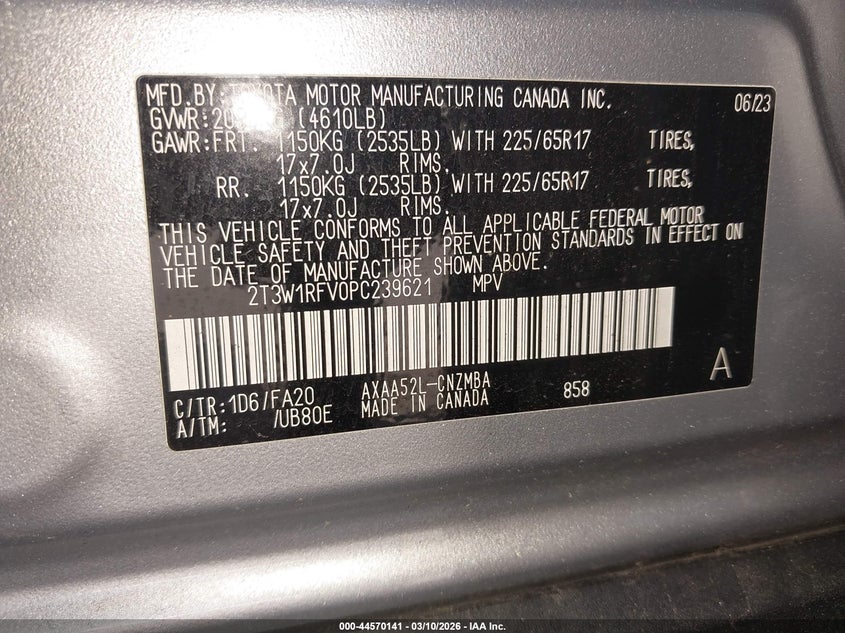 MFD.BY: TOYOTA MOTOR MANUFACTURING CANADA INC. 06/23
GVWR: (4610LB)
GAWR:FRT. 1150KG (2535LB) WITH 225/65R17 TIRES,
17x7.0J RIMS.
RR. 1150KG (2535LB) WITH 225/65R17 TIRES,
17x7.0J RIMS.
THIS VEHICLE CONFORMS TO ALL APPLICABLE FEDERAL MOTOR
VEHICLE SAFETY AND THEFT PREVENTION STANDARDS IN EFFECT ON
THE DATE OF MANUFACTURE SHOWN ABOVE.
2T3W1RFV0PC239621 MPV
C/TR:1D6/FA20 AXAA52L-CNZMBA 858 A
A/TM: /UB80E MADE IN CANADA
000-44570141 - 03/10/2026 - IAA Inc.